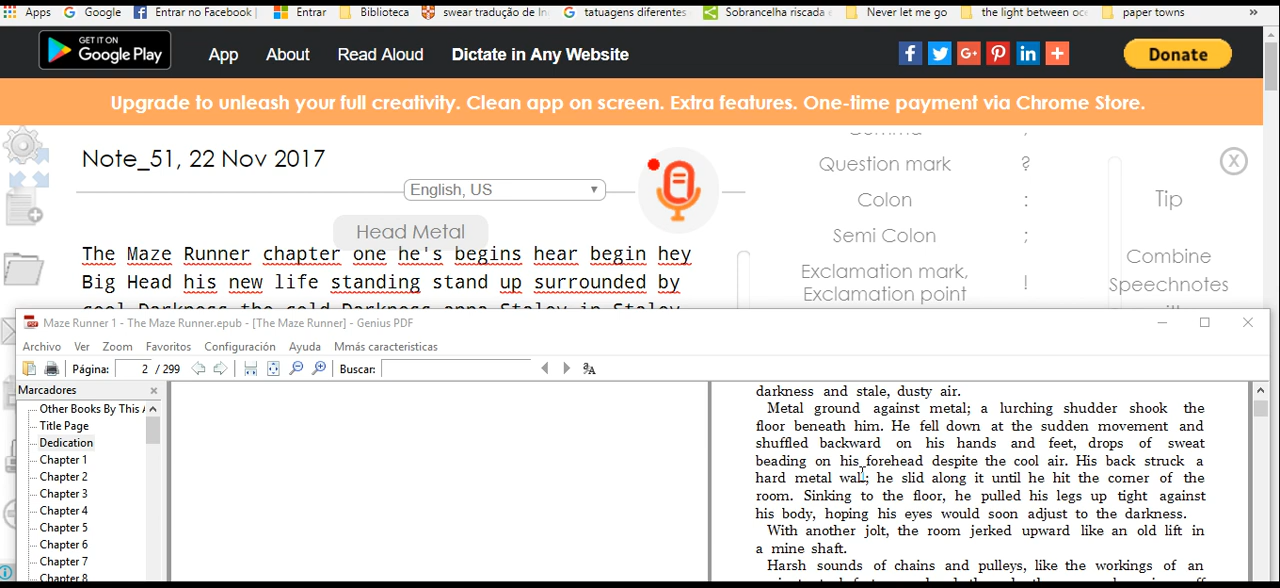 Apps Google Entrar no Facebook Entrar Biblioteca swear tradução de In tatuagens diferentes Sobrancelha riscada Never let me go the light between oce paper towns »
GET IT ON
Google Play App About Read Aloud Dictate in Any Website Donate
Upgrade to unleash your full creativity. Clean app on screen. Extra features. One-time payment via Chrome Store.
Note_51, 22 Nov 2017
English, US
Head Metal
The Maze Runner chapter one he's begins hear begin hey
Big Head his new life standing stand up surrounded by
cool Darkness the cold Darkness anna Staley in Staley
Comma ,
Question mark ?
Colon :
Semi Colon ;
Exclamation mark,
Exclamation point !
X
Tip
Combine
Speechnotes
Maze Runner 1 - The Maze Runner.epub - [The Maze Runner] - Genius PDF
Archivo Ver Zoom Favoritos Configuración Ayuda Mmás caracteristicas
Página: 2 / 299 Buscar:
Marcadores
Other Books By This A
Title Page
Dedication
Chapter 1
Chapter 2
Chapter 3
Chapter 4
Chapter 5
Chapter 6
Chapter 7
Chapter 8
darkness and stale, dusty air.
Metal ground against metal; a lurching shudder shook the
floor beneath him. He fell down at the sudden movement and
shuffled backward on his hands and feet, drops of sweat
beading on his forehead despite the cool air. His back struck a
hard metal wall; he slid along it until he hit the corner of the
room. Sinking to the floor, he pulled his legs up tight against
his body, hoping his eyes would soon adjust to the darkness.
With another jolt, the room jerked upward like an old lift in
a mine shaft.
Harsh sounds of chains and pulleys, like the workings of an